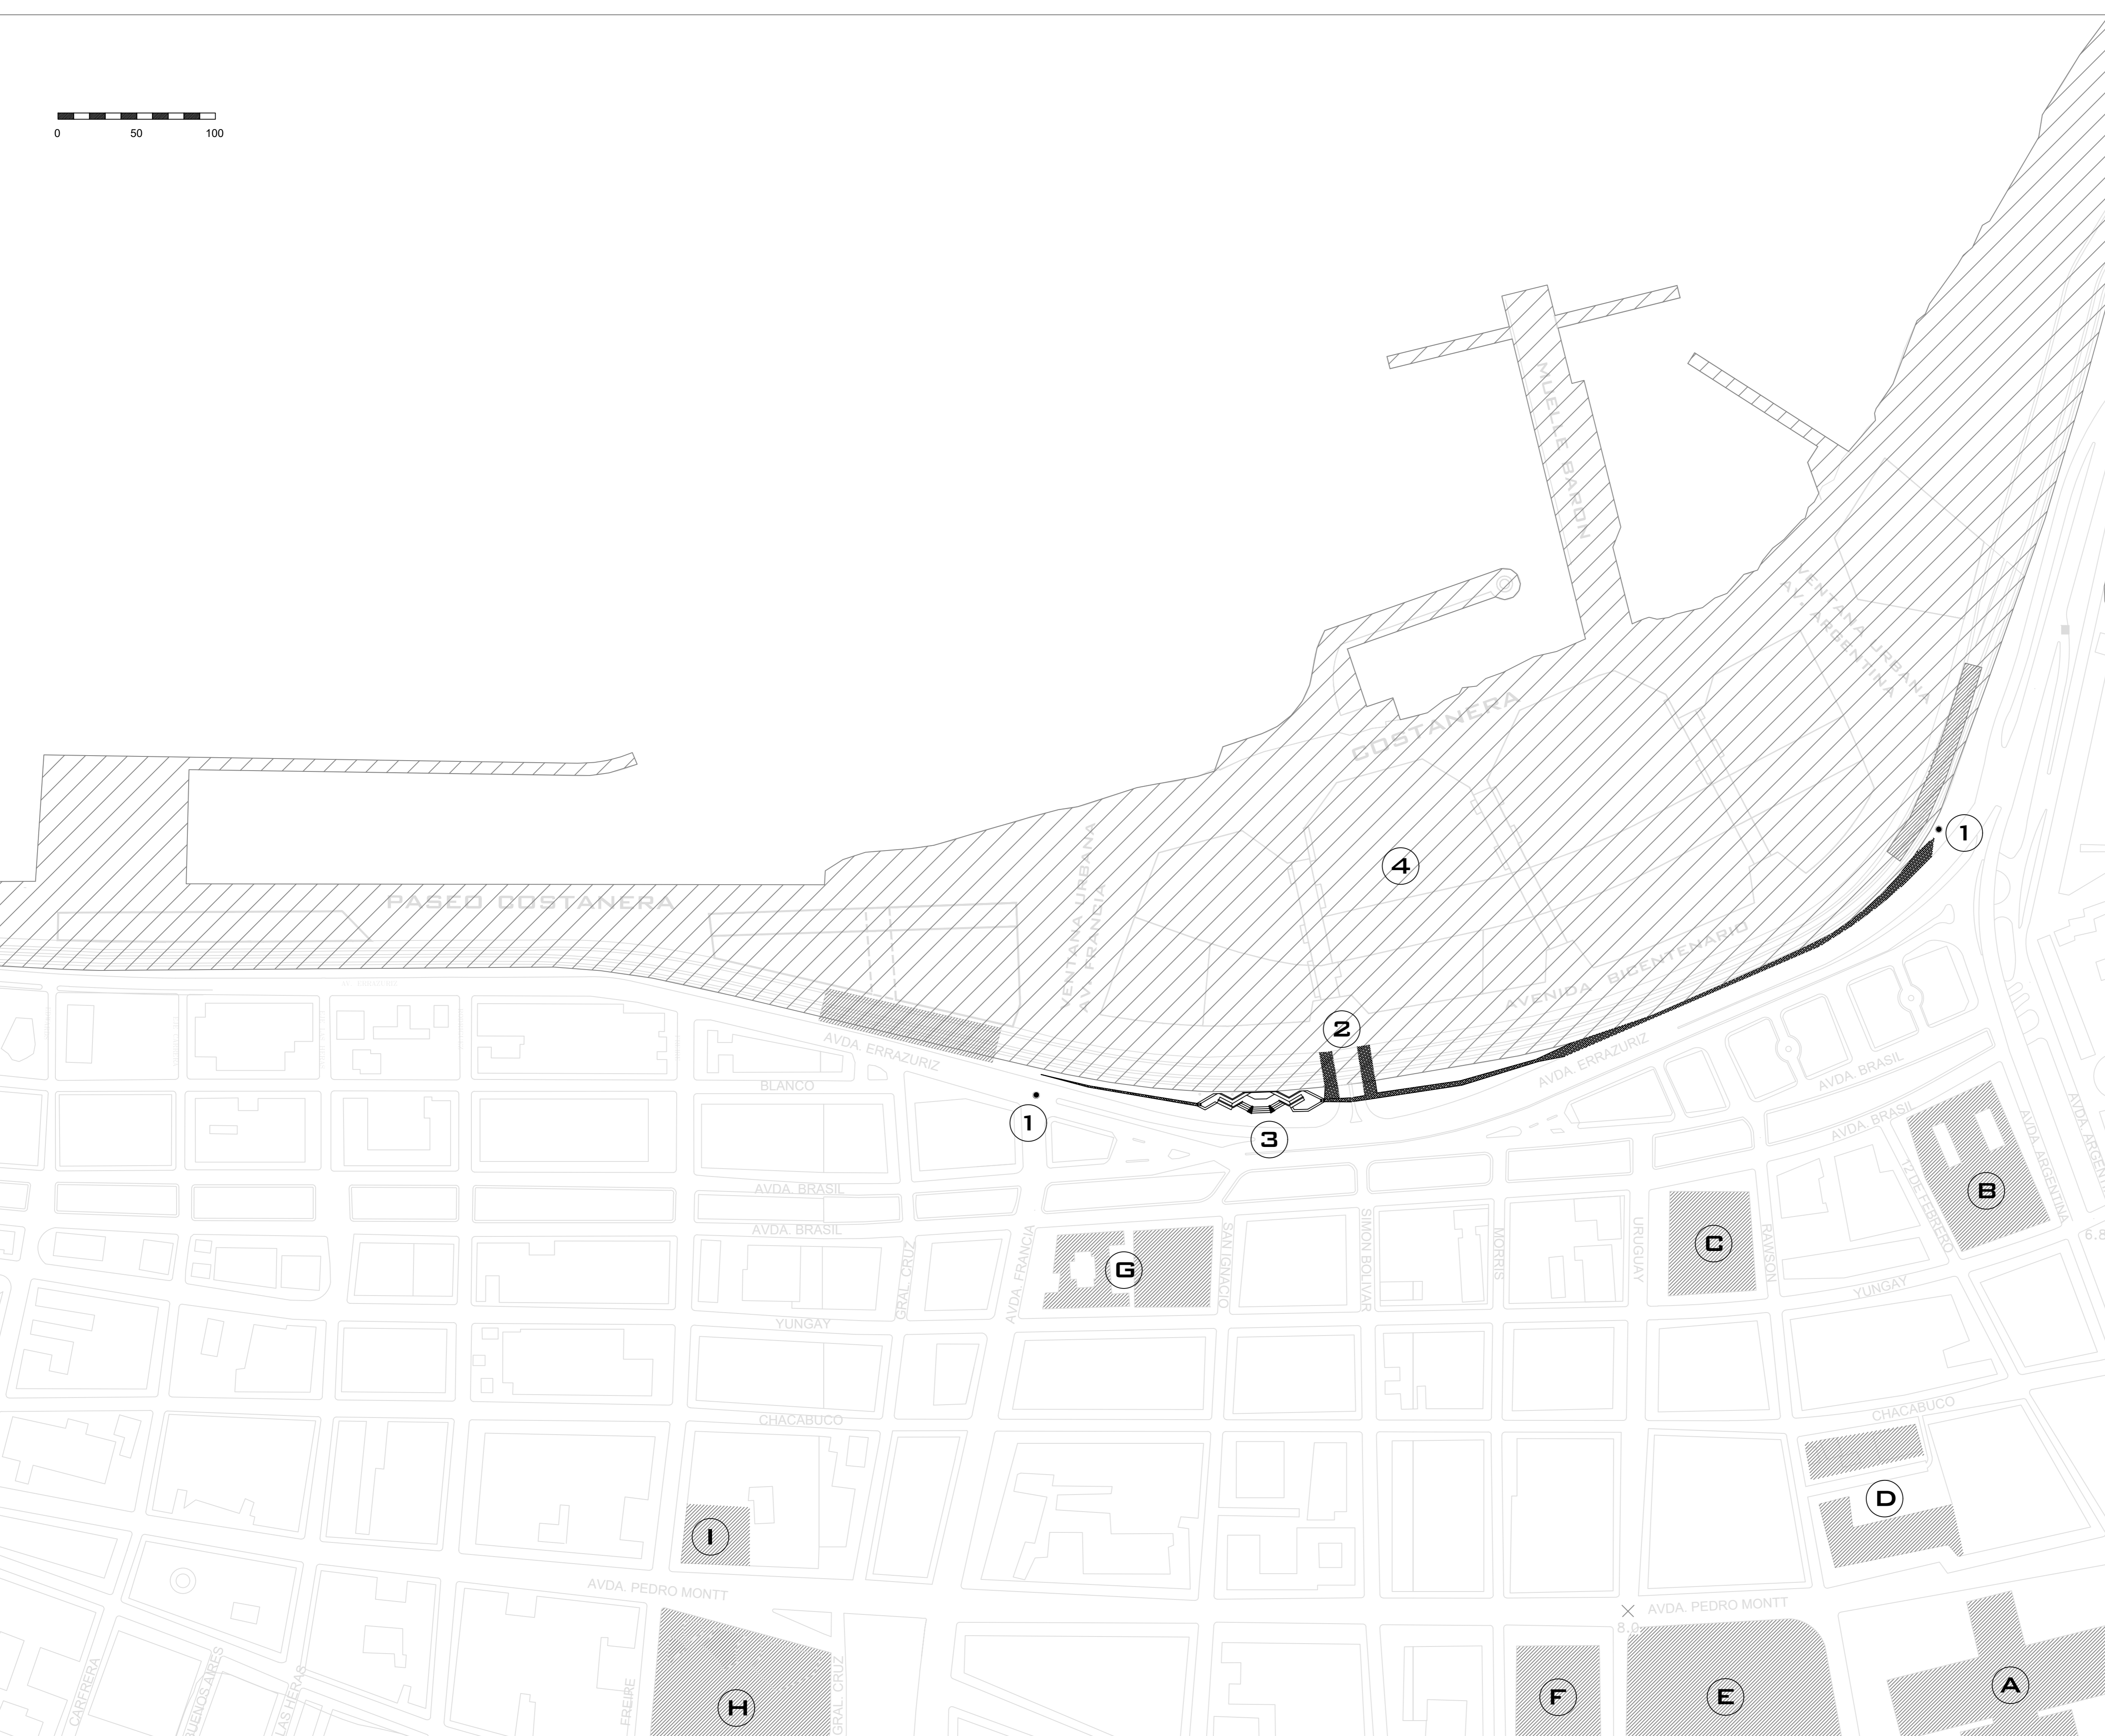 0 50 100
MUELLE BARON
VENTANA URBANA
AV. ARGENTINA
COSTANERA
1
4
PASEO COSTANERA
VENTANA URBANA
AV. FRANCIA
AVENIDA BICENTENARIO
2
AVDA. ERRAZURIZ
AVDA. ERRAZURIZ
BLANCO
1
3
AVDA. BRASIL
AVDA. BRASIL
AVDA. ARGENTINA
AVDA. BRASIL
12 DE FEBRERO
B
AVDA. BRASIL
GRAL. CRUZ
AVDA. FRANCIA
G
SAN IGNACIO
SIMON BOLIVAR
MORRIS
URUGUAY
C
RAWSON
6.8
YUNGAY
YUNGAY
CHACABUCO
CHACABUCO
D
I
AVDA. PEDRO MONTT
AVDA. PEDRO MONTT
8.0
CARRERA
BUENOS AIRES
LAS HERAS
FREIRE
H
GRAL. CRUZ
F
E
A